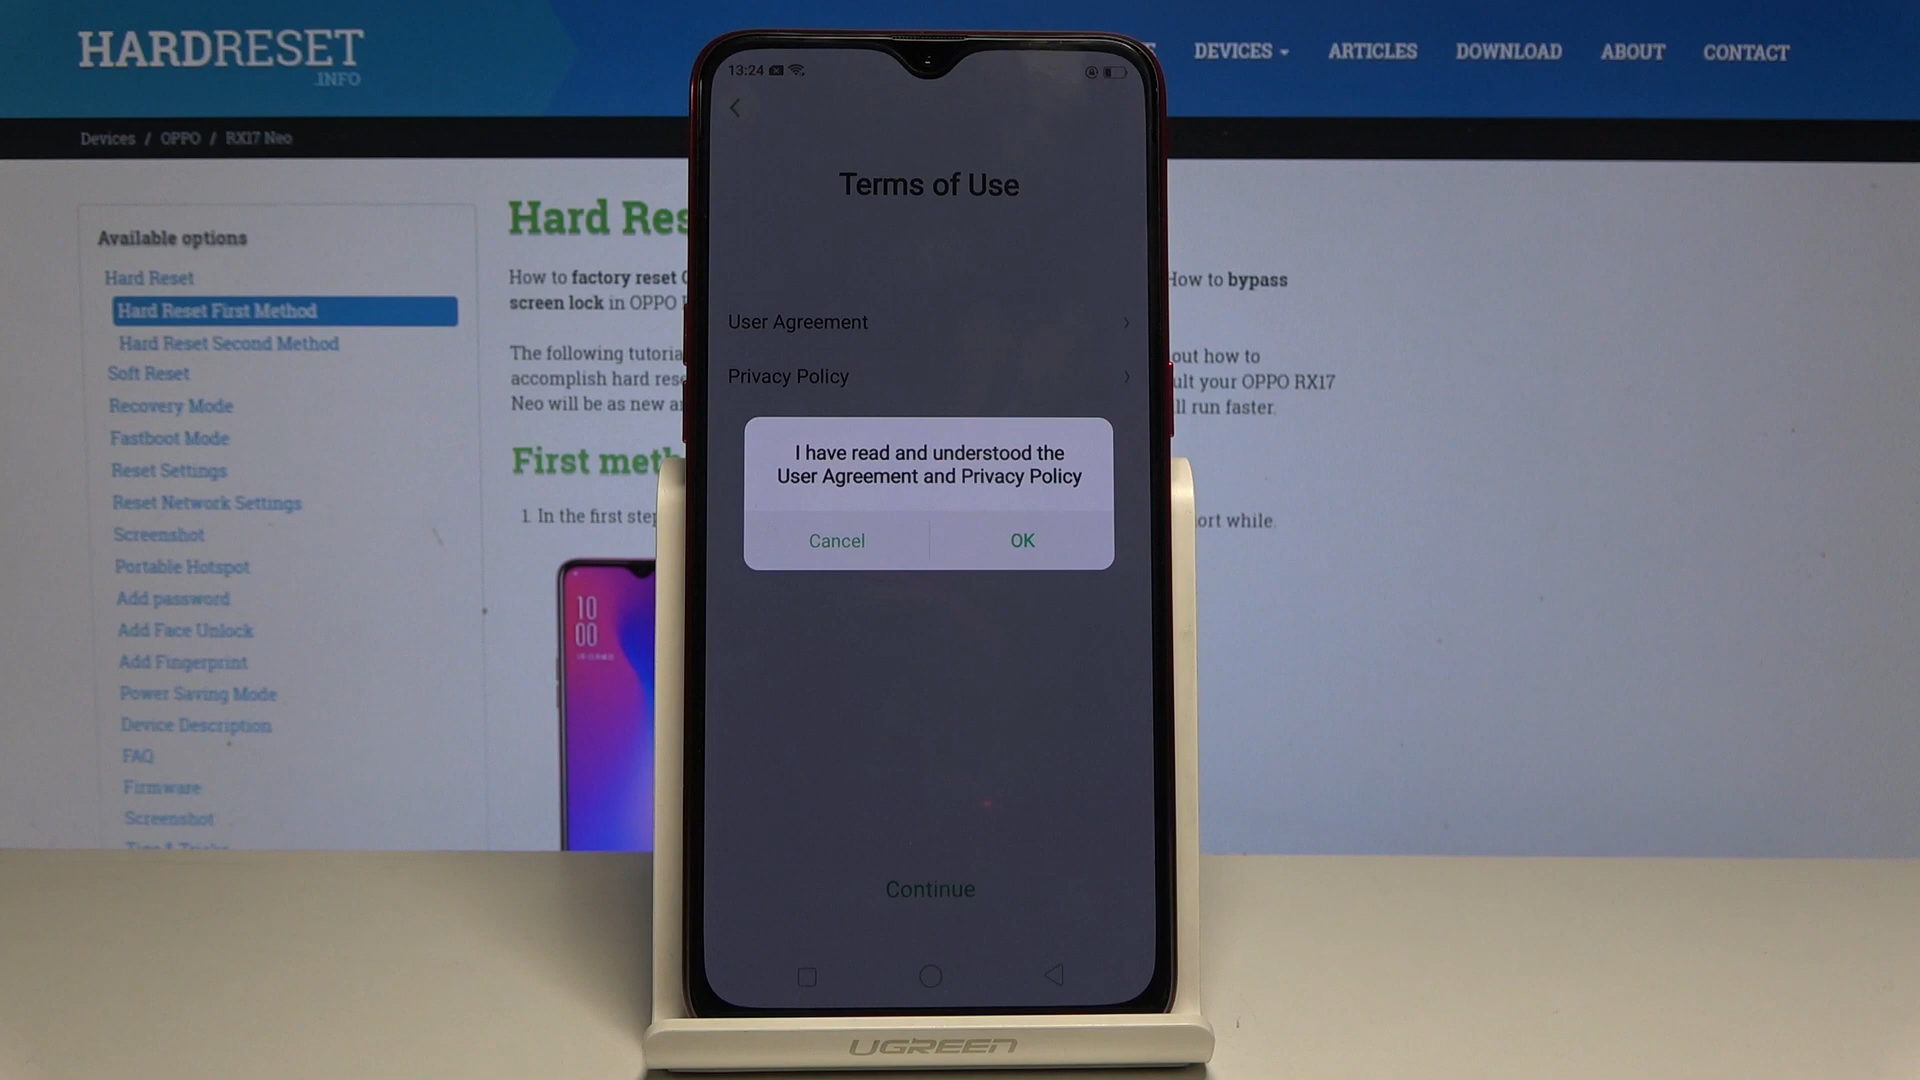 HARDRESET
.INFO
DEVICES
ARTICLES
DOWNLOAD
ABOUT
CONTACT
Devices / OPPO / RX17 Neo
Available options
Hard Reset
Hard Reset First Method
Hard Reset Second Method
Soft Reset
Recovery Mode
Fastboot Mode
Reset Settings
Reset Network Settings
Screenshot
Portable Hotspot
Add password
Add Face Unlock
Add Fingerprint
Power Saving Mode
Device Description
FAQ
Firmware
Screenshot
Tips & Tricks
Hard Res
How to factory reset
How to bypass
screen lock in OPPO
The following tutoria
out how to
accomplish hard rese
ult your OPPO RX17
Neo will be as new a
ll run faster.
First meth
1. In the first step
ort while.
10
00
13:24
Terms of Use
User Agreement
Privacy Policy
I have read and understood the
User Agreement and Privacy Policy
Cancel
OK
Continue
UGREEN